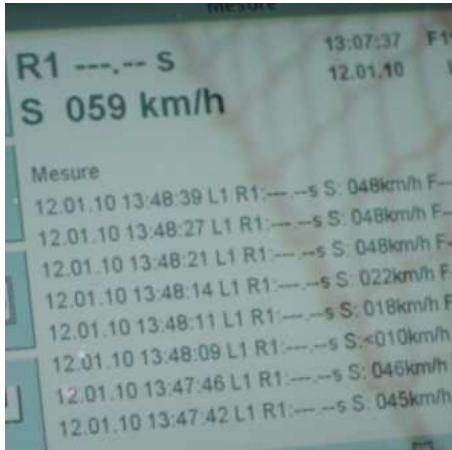 Mesure
R1 ---.-- s 13:07:37
S 059 km/h 12.01.10
Mesure
12.01.10 13:48:39 L1 R1:---.--s S: 048km/h F--
12.01.10 13:48:27 L1 R1:---.--s S: 048km/h F--
12.01.10 13:48:21 L1 R1:---.--s S: 048km/h F-
12.01.10 13:48:14 L1 R1:---.--s S: 022km/h F
12.01.10 13:48:11 L1 R1:---.--s S: 018km/h F
12.01.10 13:48:09 L1 R1:---.--s S:<010km/h
12.01.10 13:47:46 L1 R1:---.--s S: 046km/h
12.01.10 13:47:42 L1 R1:---.--s S: 045km/h